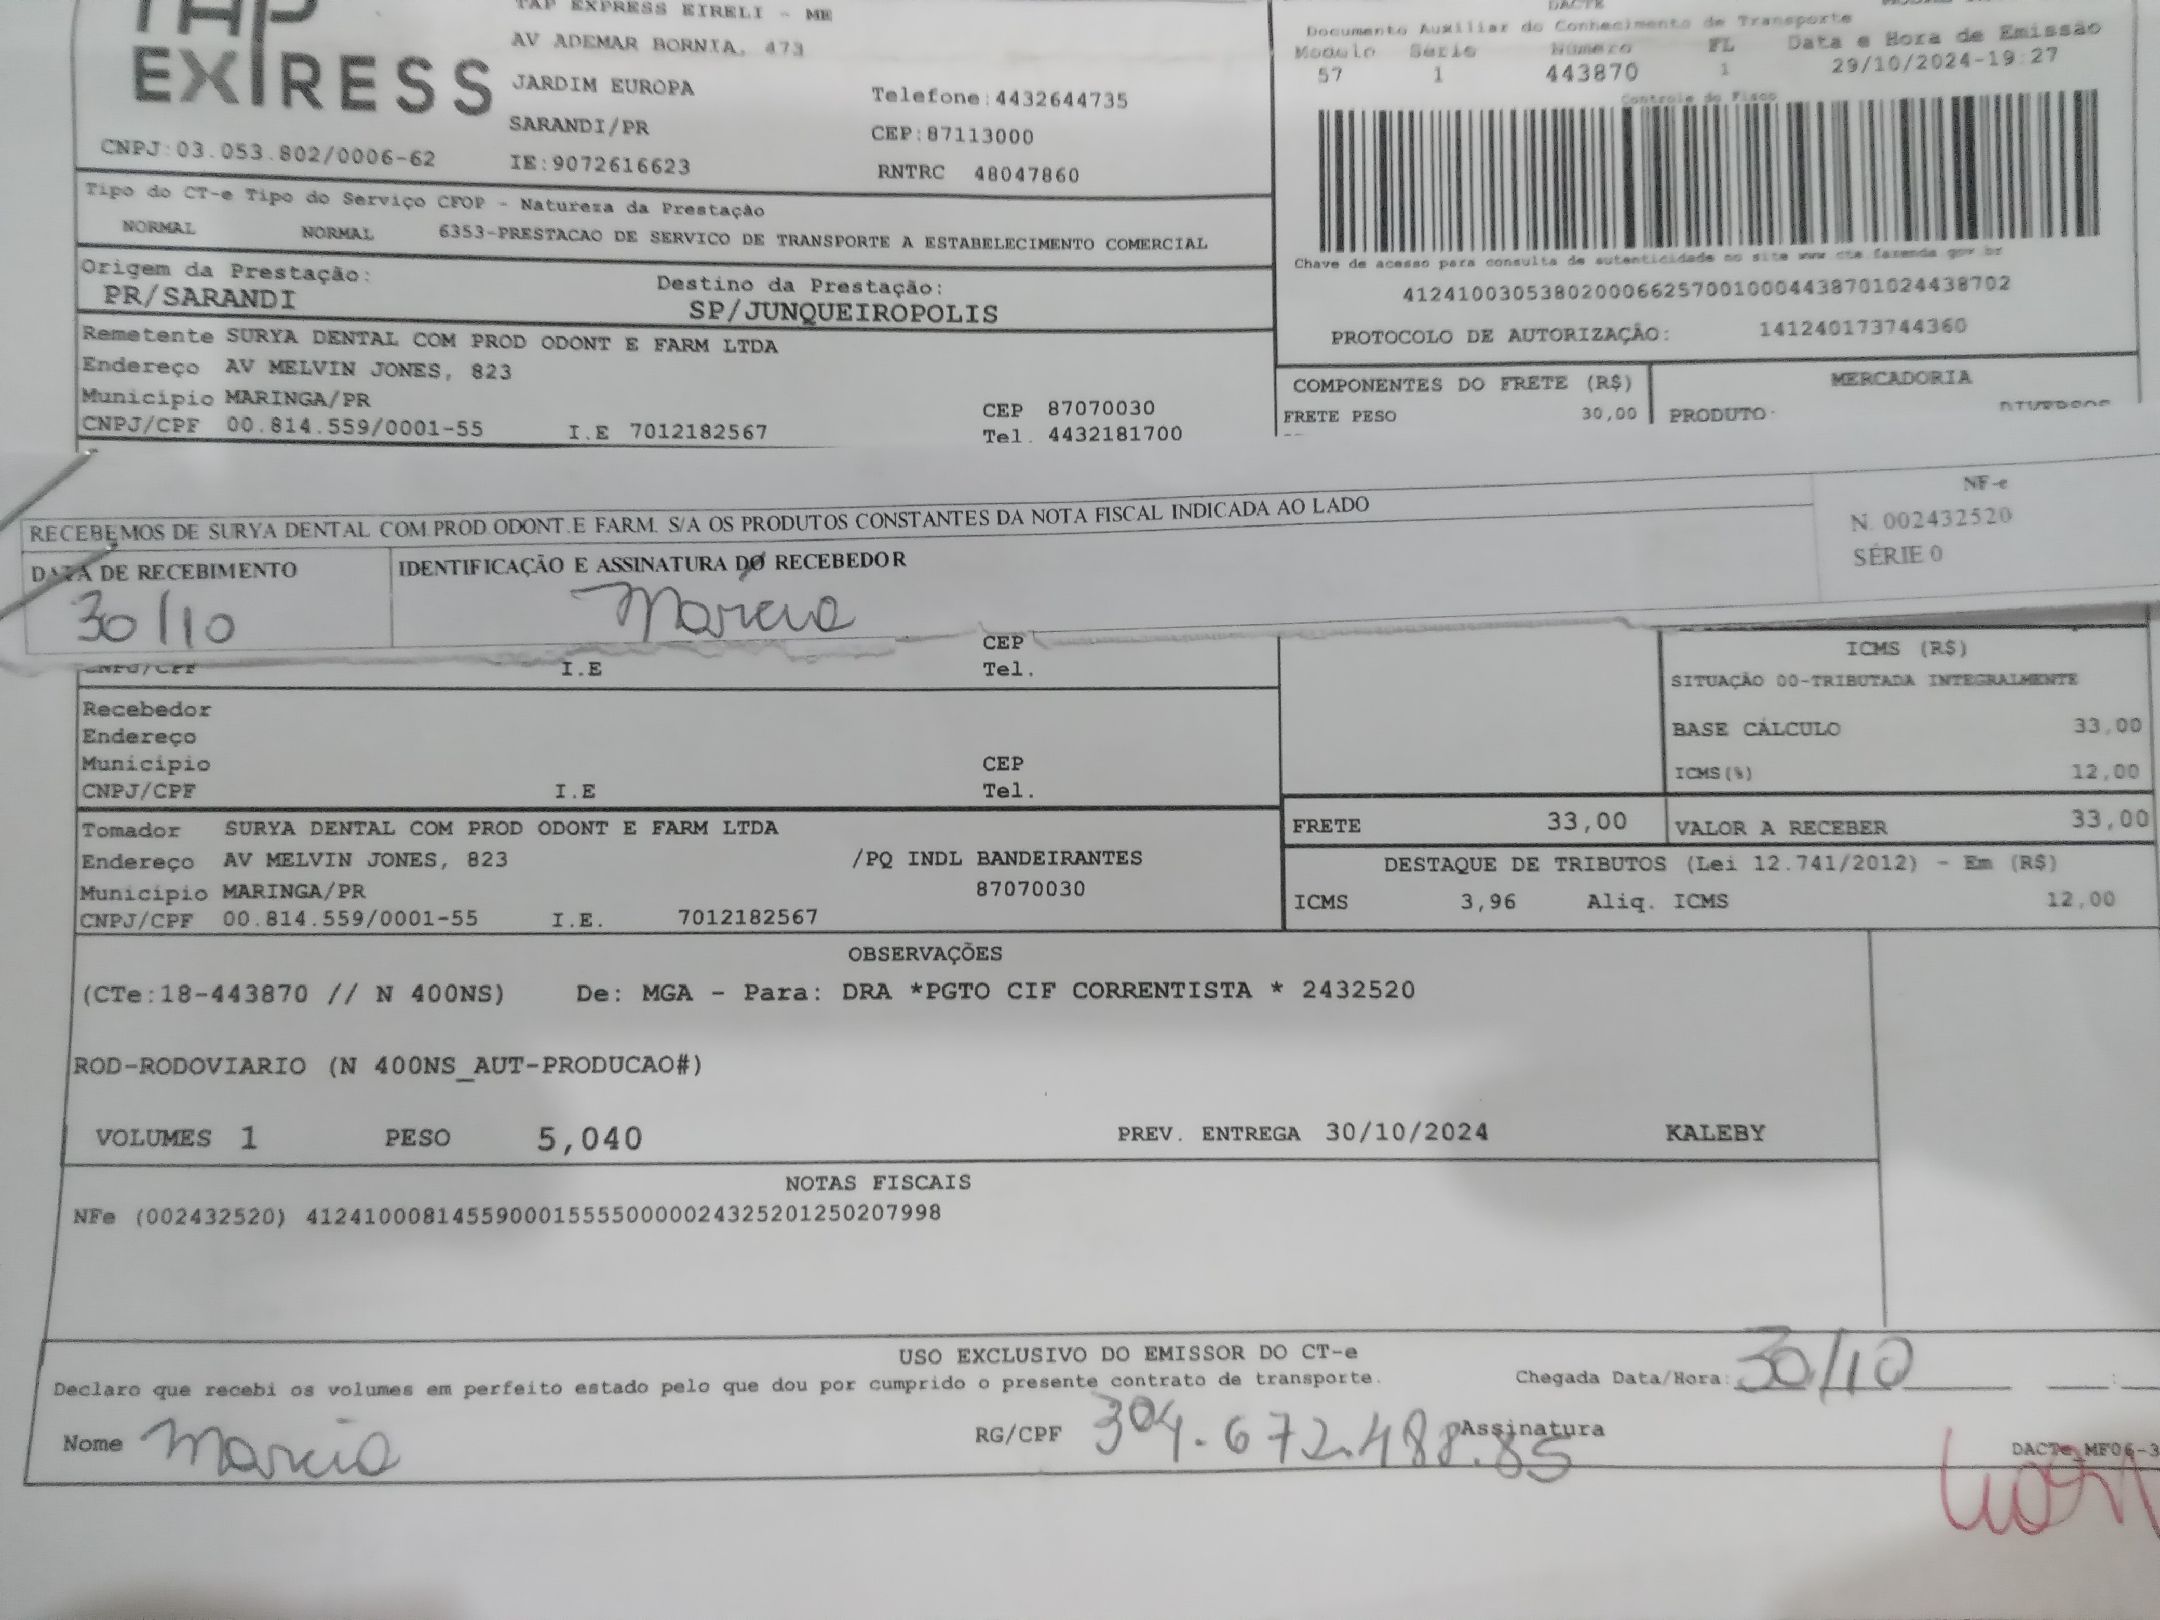 TAP
EXPRESS
TAP EXPRESS EIRELI - ME
AV ADEMAR BORNIA, 473
JARDIM EUROPA Telefone:4432644735
SARANDI/PR CEP:87113000
CNPJ:03.053.802/0006-62 IE:9072616623 RNTRC 48047860
DACTE
Documento Auxiliar do Conhecimento de Transporte
Modulo Serie Número FL Data e Hora de Emissão
57 1 443870 1 29/10/2024-19:27
Controle do Fisco
Chave de acesso para consulta de autenticidade no site www.cte.fazenda.gov.br
41241003053802000662570010004438701024438702
PROTOCOLO DE AUTORIZAÇÃO: 141240173744360
Tipo do CT-e Tipo do Serviço CFOP - Natureza da Prestação
NORMAL NORMAL 6353-PRESTACAO DE SERVICO DE TRANSPORTE A ESTABELECIMENTO COMERCIAL
Origem da Prestação: Destino da Prestação:
PR/SARANDI SP/JUNQUEIROPOLIS
Remetente SURYA DENTAL COM PROD ODONT E FARM LTDA
Endereço AV MELVIN JONES, 823
Município MARINGA/PR CEP 87070030
CNPJ/CPF 00.814.559/0001-55 I.E 7012182567 Tel. 4432181700
COMPONENTES DO FRETE (R$) MERCADORIA
FRETE PESO 30,00 PRODUTO:
RECEBEMOS DE SURYA DENTAL COM.PROD.ODONT.E FARM. S/A OS PRODUTOS CONSTANTES DA NOTA FISCAL INDICADA AO LADO
NF-e
N. 002432520
SÉRIE 0
DATA DE RECEBIMENTO IDENTIFICAÇÃO E ASSINATURA DO RECEBEDOR
30/10 Marcia
CEP
CNPJ/CPF I.E Tel.
Recebedor
Endereço
Município CEP
CNPJ/CPF I.E Tel.
ICMS (R$)
SITUAÇÃO 00-TRIBUTADA INTEGRALMENTE
BASE CÁLCULO 33,00
ICMS(%) 12,00
FRETE 33,00 VALOR A RECEBER 33,00
Tomador SURYA DENTAL COM PROD ODONT E FARM LTDA
Endereço AV MELVIN JONES, 823 /PQ INDL BANDEIRANTES
Município MARINGA/PR 87070030
CNPJ/CPF 00.814.559/0001-55 I.E. 7012182567
DESTAQUE DE TRIBUTOS (Lei 12.741/2012) - Em (R$)
ICMS 3,96 Aliq. ICMS 12,00
OBSERVAÇÕES
(CTe:18-443870 // N 400NS) De: MGA - Para: DRA *PGTO CIF CORRENTISTA * 2432520
ROD-RODOVIARIO (N 400NS_AUT-PRODUCAO#)
VOLUMES 1 PESO 5,040 PREV. ENTREGA 30/10/2024 KALEBY
NOTAS FISCAIS
NFe (002432520) 41241000814559000155550000024325201250207998
USO EXCLUSIVO DO EMISSOR DO CT-e
Declaro que recebi os volumes em perfeito estado pelo que dou por cumprido o presente contrato de transporte. Chegada Data/Hora: 30/10 __:__
Nome Marcia RG/CPF 304.672.488.85 Assinatura
DACTe_MF06-3